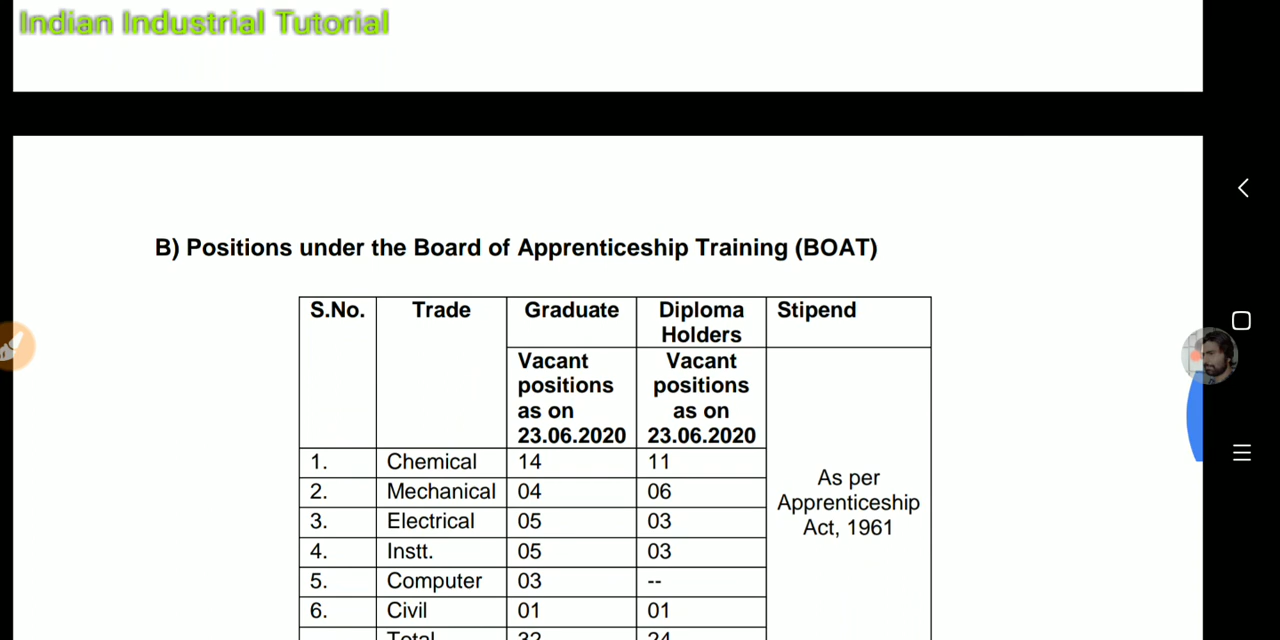 Indian Industrial Tutorial
B) Positions under the Board of Apprenticeship Training (BOAT)
S.No. Trade Graduate Diploma Holders Stipend
Vacant positions as on 23.06.2020 Vacant positions as on 23.06.2020
1. Chemical 14 11
2. Mechanical 04 06
3. Electrical 05 03
4. Instt. 05 03
5. Computer 03 --
6. Civil 01 01
Total 32 24
As per
Apprenticeship
Act, 1961